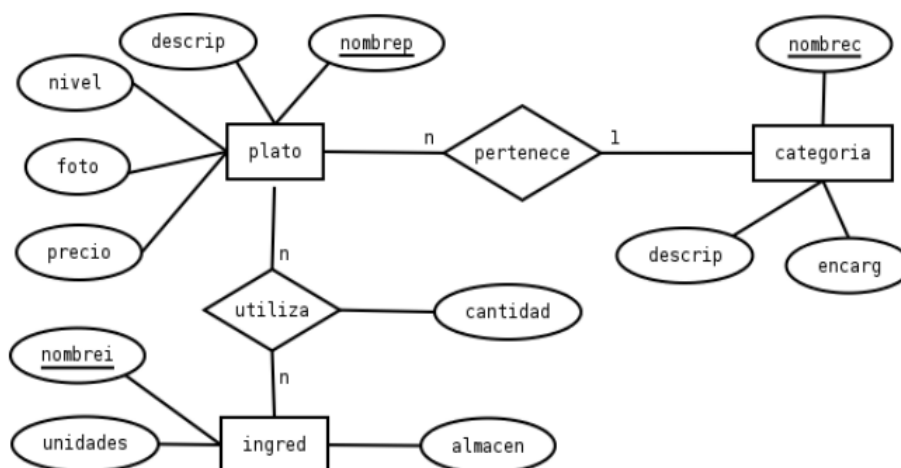 descrip
nombrep
nombrec
nivel
plato
n
pertenece
1
categoria
foto
precio
descrip
encarg
n
utiliza
cantidad
nombrei
n
unidades
ingred
almacen